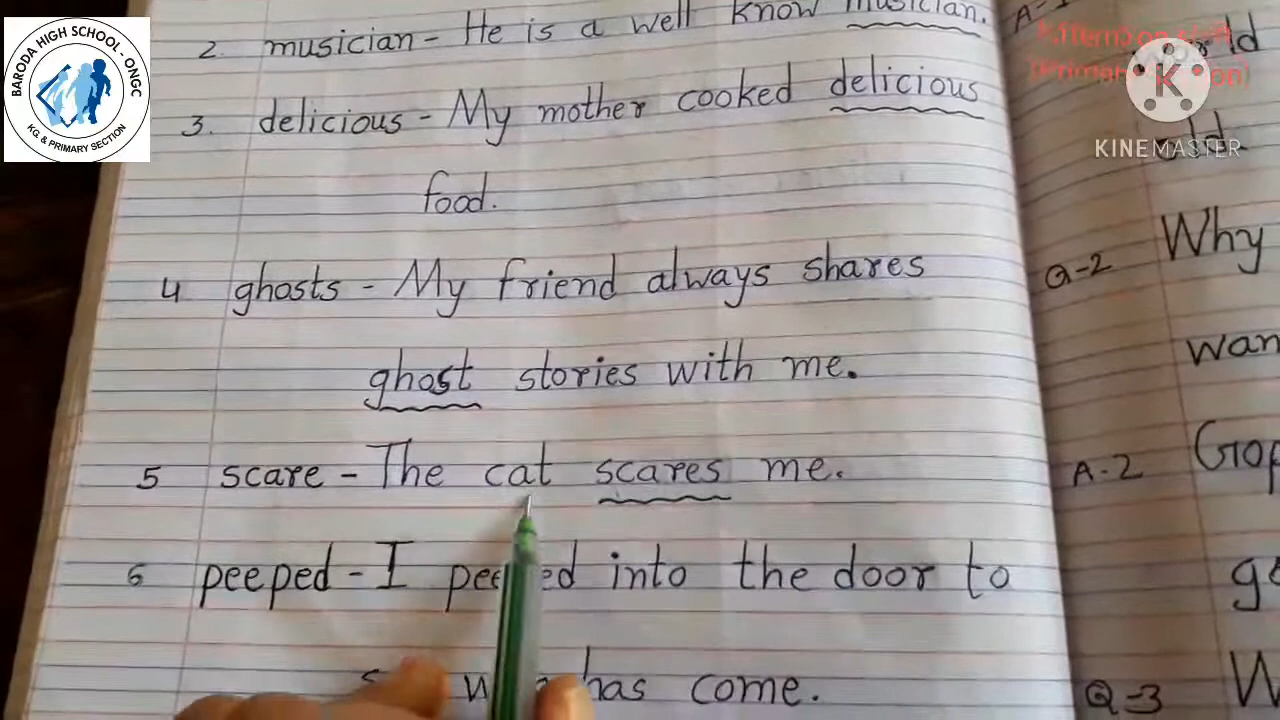 BARODA HIGH SCHOOL - ONGC
KG & PRIMARY SECTION
2. musician - He is a well know musician.
3. delicious - My mother cooked delicious
food.
4 ghosts - My friend always shares
ghost stories with me.
5 scare - The cat scares me.
6 peeped - I peeped into the door to
has come.
KINEMASTER
Q-2 Why
wan
A-2 Gop
Q-3 W